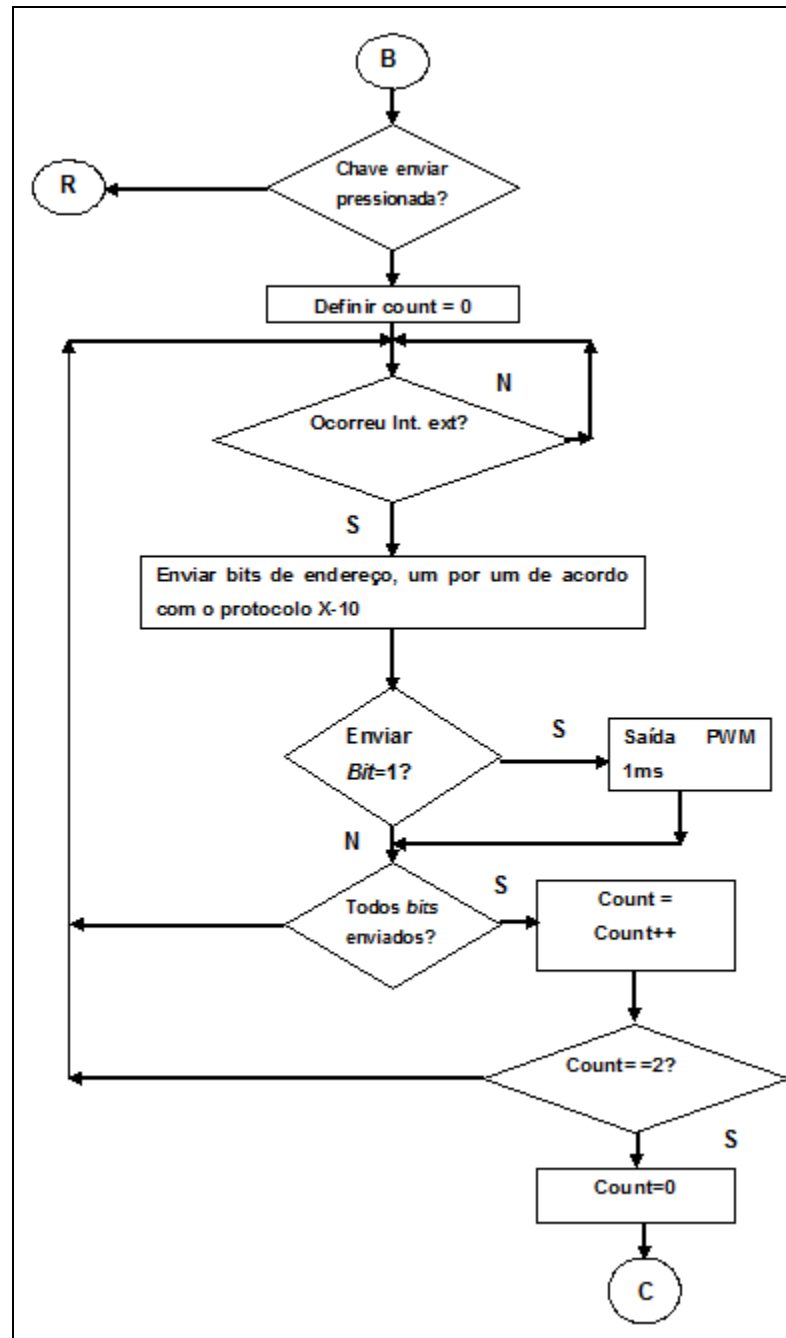 B
Chave enviar
pressionada?
R
Definir count = 0
N
Ocorreu Int. ext?
S
Enviar bits de endereço, um por um de acordo
com o protocolo X-10
Enviar
Bit=1?
S
Saída PWM
1ms
N
Todos bits
enviados?
S
Count =
Count++
Count= =2?
S
Count=0
C